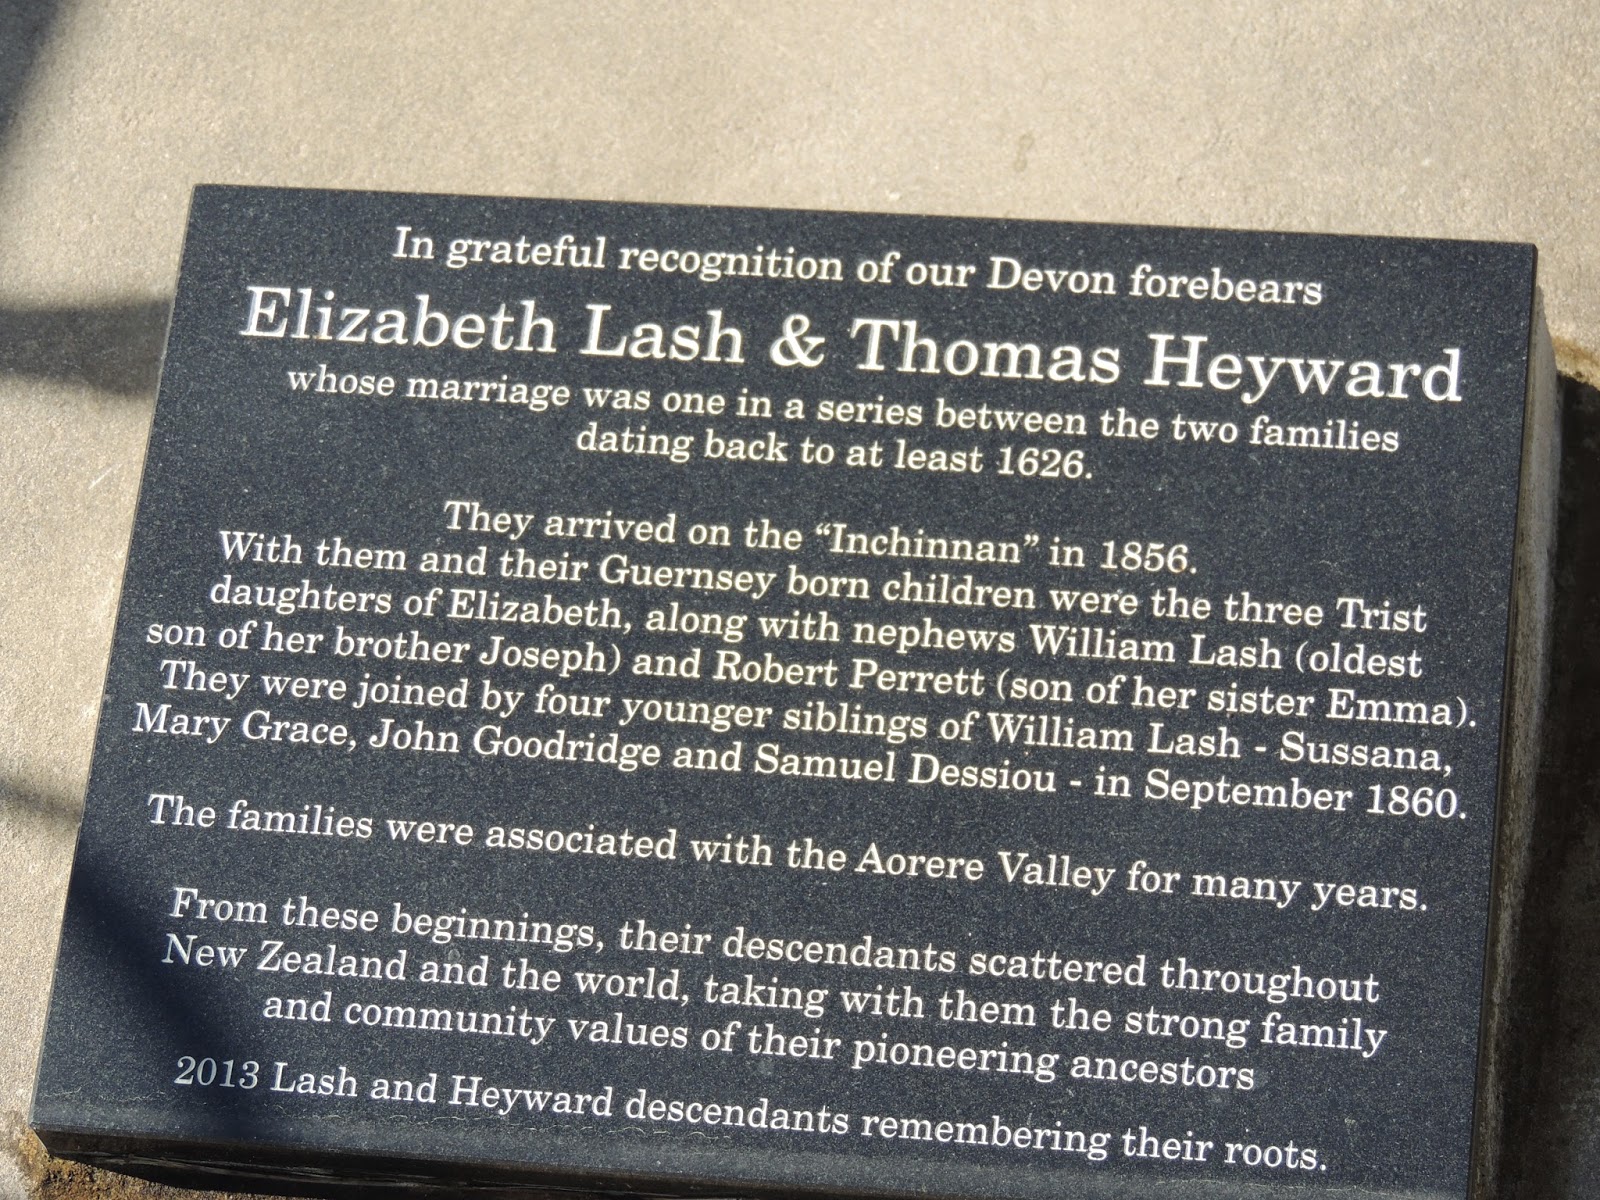 In grateful recognition of our Devon forebears
Elizabeth Lash & Thomas Heyward
whose marriage was one in a series between the two families
dating back to at least 1626.
They arrived on the “Inchinnan” in 1856.
With them and their Guernsey born children were the three Trist
daughters of Elizabeth, along with nephews William Lash (oldest
son of her brother Joseph) and Robert Perrett (son of her sister Emma).
They were joined by four younger siblings of William Lash - Sussana,
Mary Grace, John Goodridge and Samuel Dessiou - in September 1860.
The families were associated with the Aorere Valley for many years.
From these beginnings, their descendants scattered throughout
New Zealand and the world, taking with them the strong family
and community values of their pioneering ancestors
2013 Lash and Heyward descendants remembering their roots.